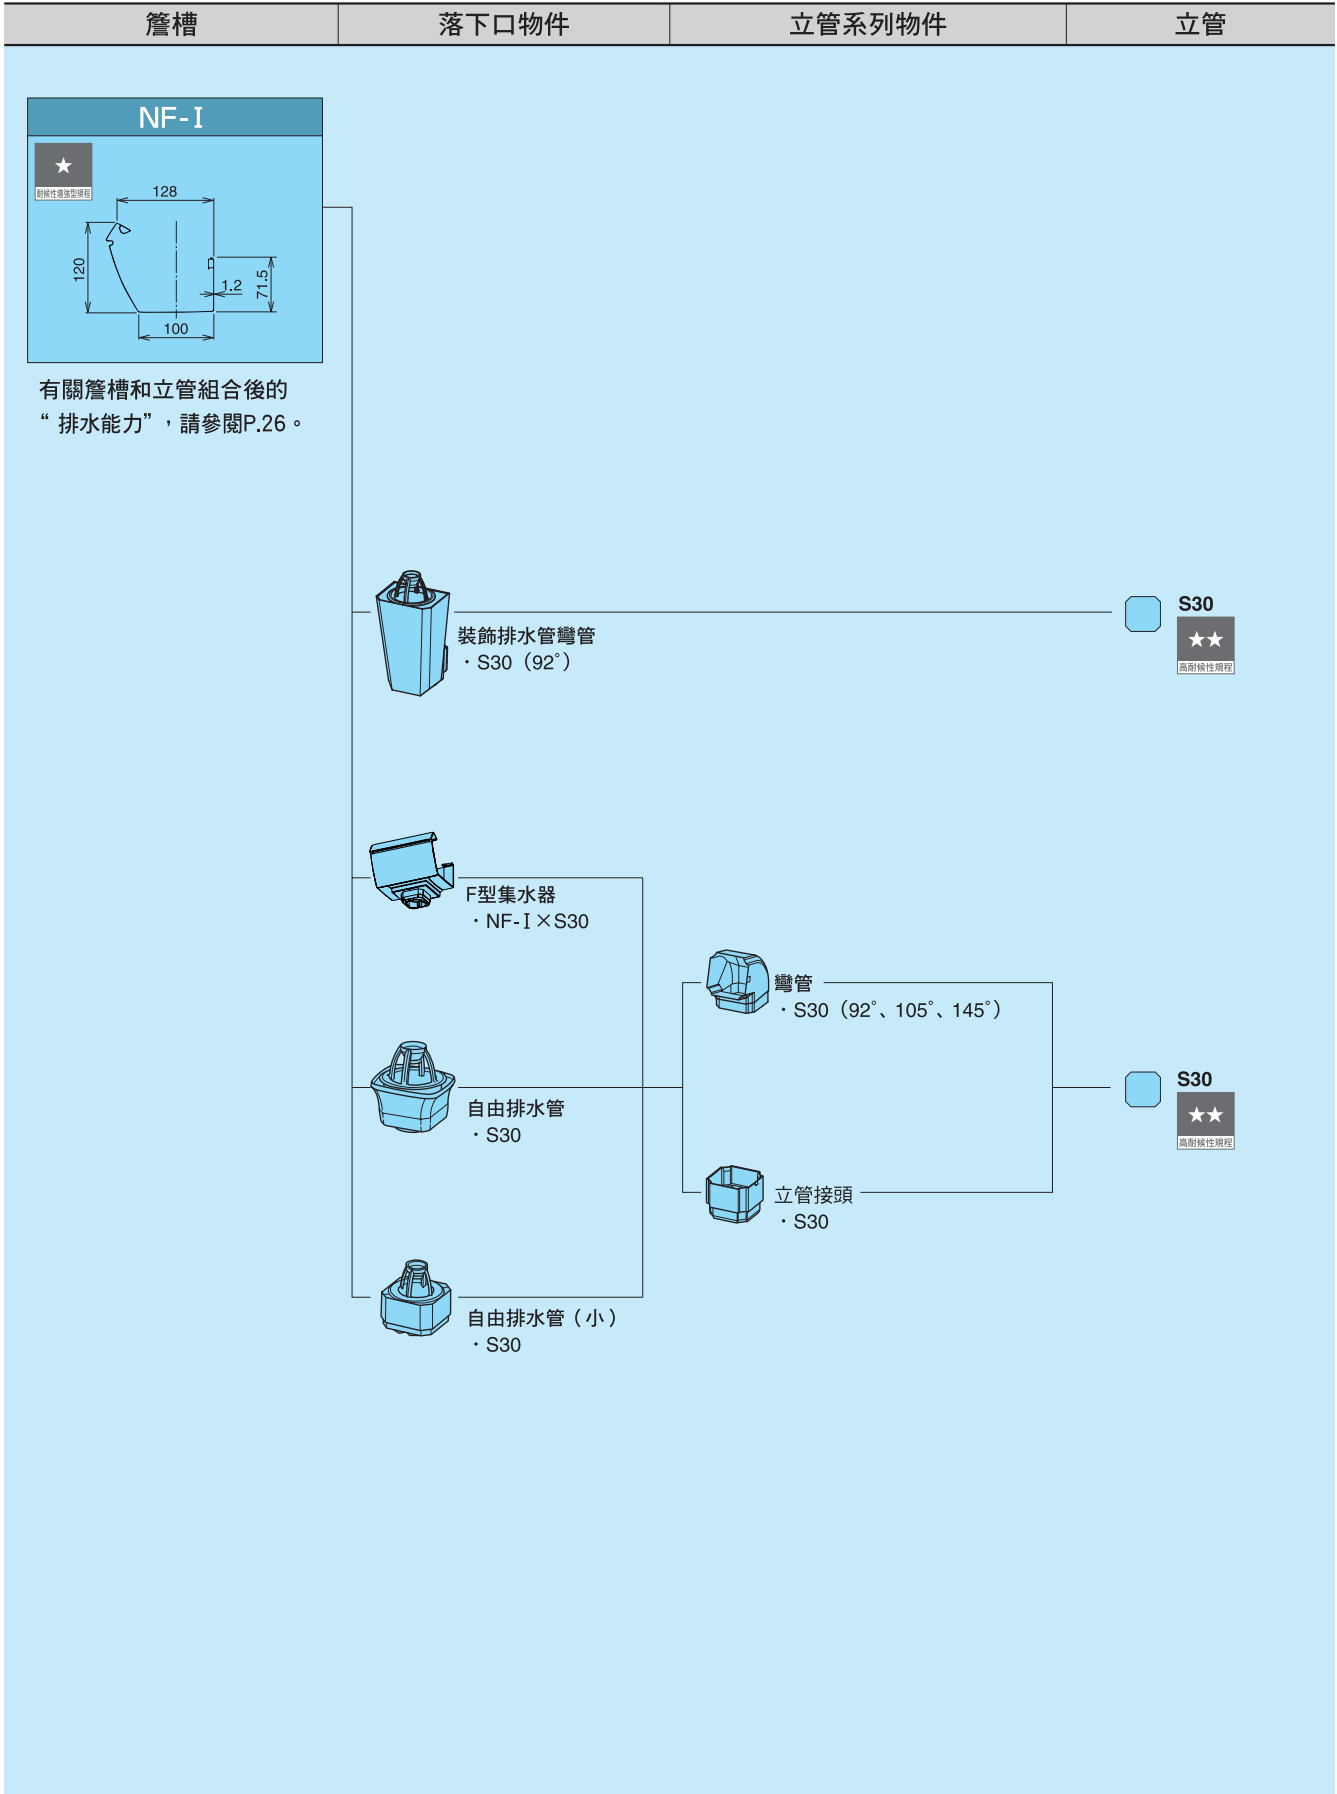 簷槽
落下口物件
立管系列物件
立管
NF-Ⅰ
★
耐候性增強型規程
128
120
71.5
1.2
100
有關簷槽和立管組合後的
“ 排水能力”，請參閱P.26。
裝飾排水管彎管
・S30（92°）
S30
★★
高耐候性規程
F型集水器
・NF-Ⅰ×S30
彎管
・S30（92°、105°、145°）
自由排水管
・S30
S30
★★
高耐候性規程
立管接頭
・S30
自由排水管（小）
・S30